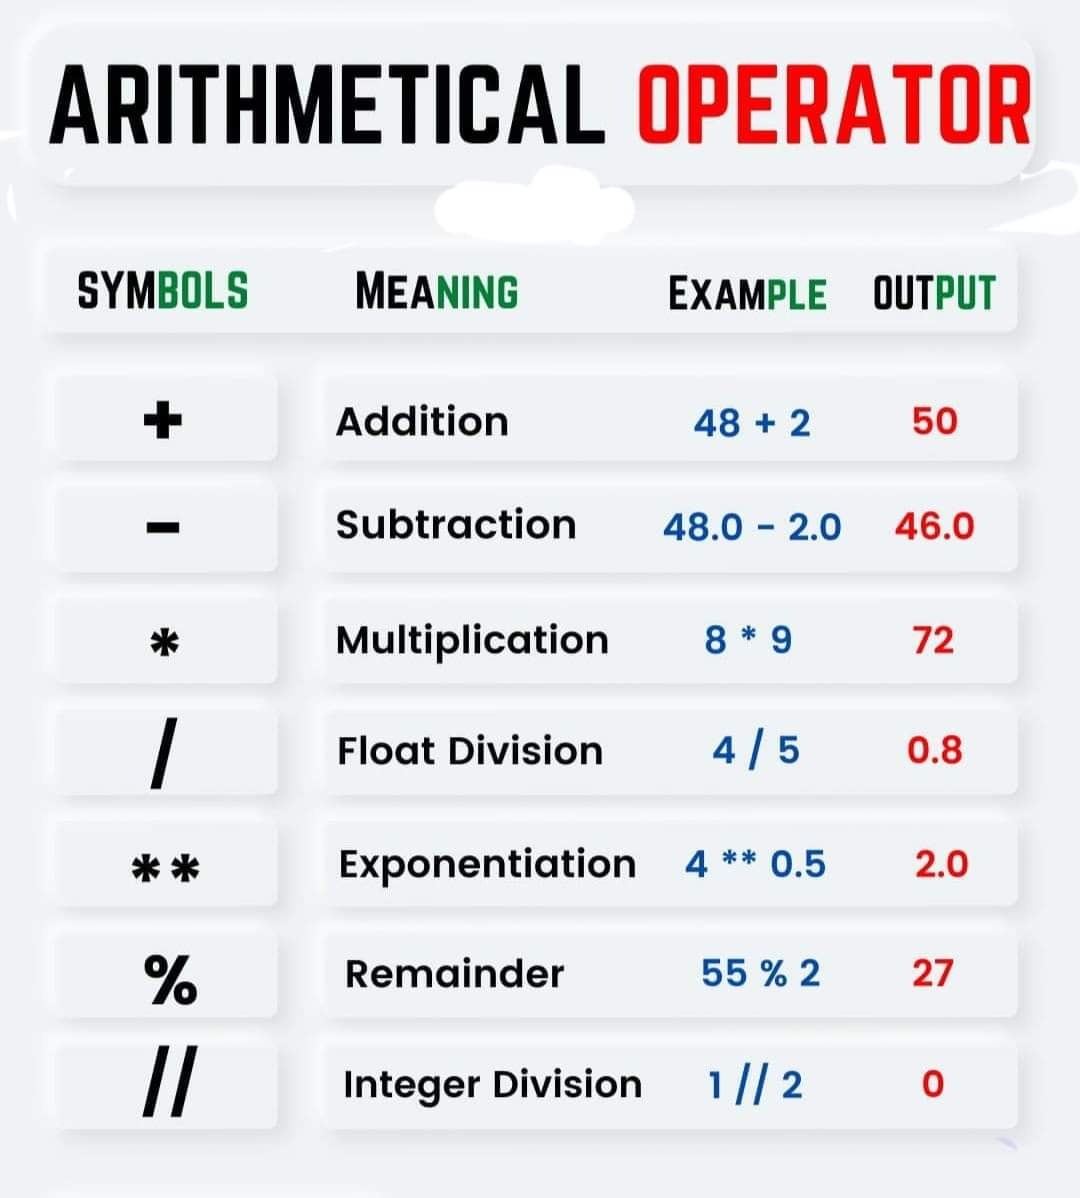 ARITHMETICAL OPERATOR
SYMBOLS MEANING EXAMPLE OUTPUT
+ Addition 48 + 2 50
- Subtraction 48.0 - 2.0 46.0
* Multiplication 8 * 9 72
/ Float Division 4 / 5 0.8
** Exponentiation 4 ** 0.5 2.0
% Remainder 55 % 2 27
// Integer Division 1 // 2 0